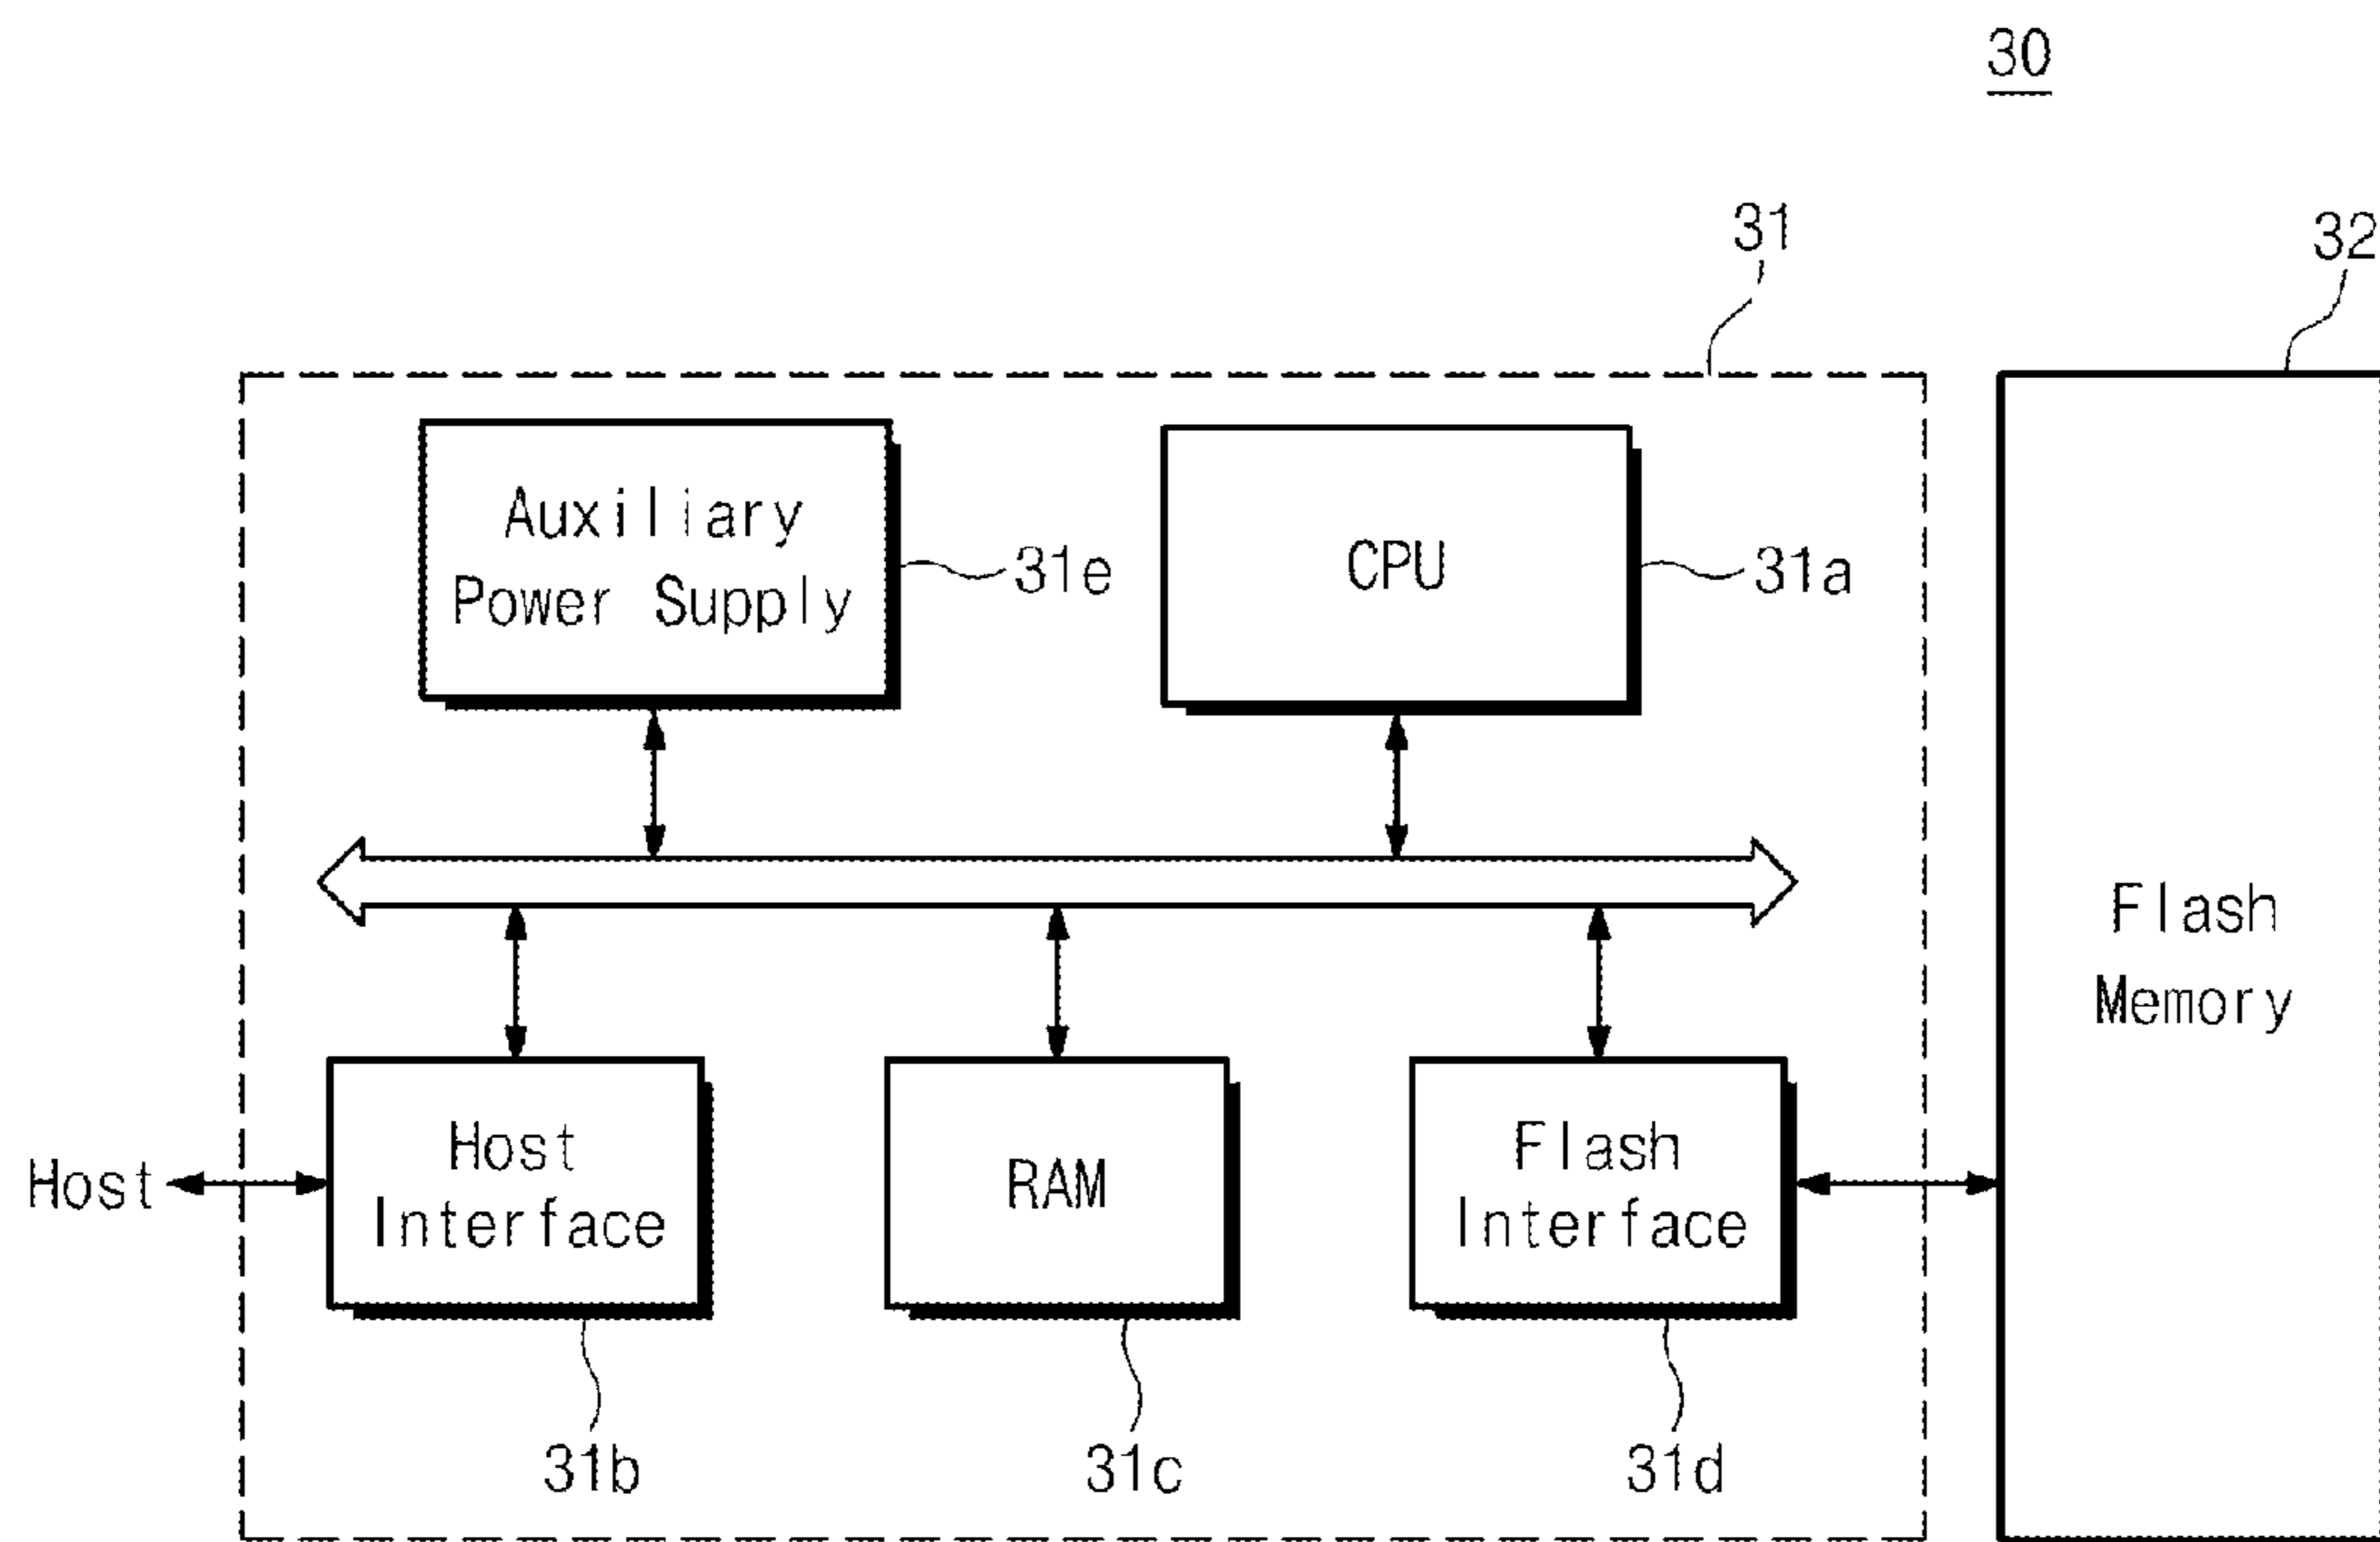 30
31
32
Auxiliary
Power Supply
31e
CPU
31a
Flash
Memory
Host
Host
Interface
RAM
Flash
Interface
31b
31c
31d